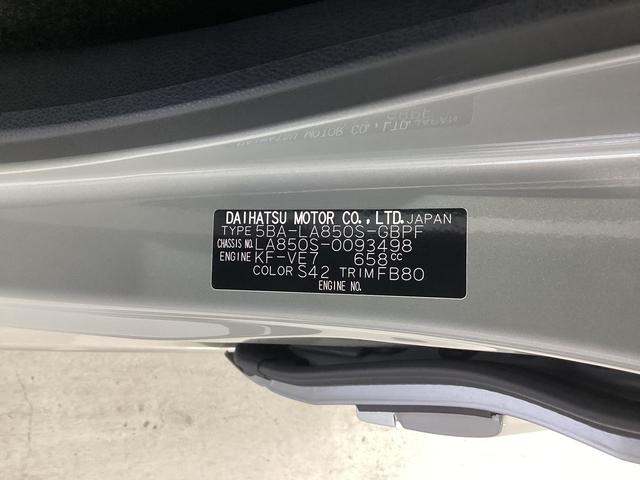 DAIHATSU MOTOR CO.,LTD. JAPAN
TYPE 5BA-LA850S-GBPF
CHASSIS NO. LA850S-0093498
ENGINE KF-VE7 658cc
COLOR S42 TRIM FB80
ENGINE NO.